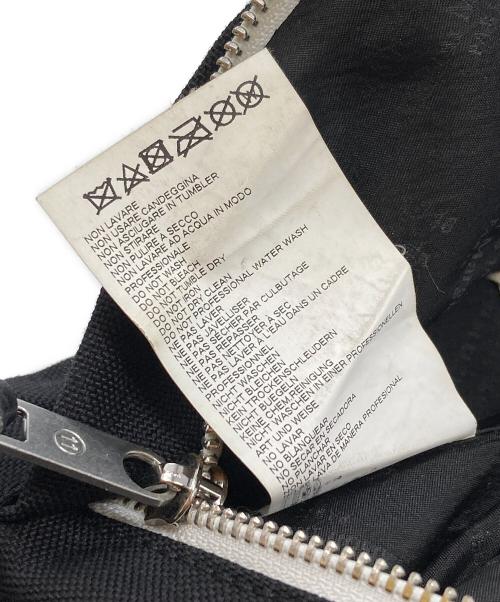 NON LAVARE
NON USARE CANDEGGINA
NON ASCIUGARE IN TUMBLER
NON STIRARE
NON PULIRE A SECCO
NON LAVARE AD ACQUA IN MODO
PROFESSIONALE
DO NOT WASH
DO NOT BLEACH
DO NOT TUMBLE DRY
DO NOT IRON
DO NOT DRY CLEAN
DO NOT PROFESSIONAL WATER WASH
NE PAS LAVER
NE PAS JAVELLISER
NE PAS SECHER PAR CULBUTAGE
NE PAS REPASSER
NE PAS NETTOYER À SEC
NE PAS LAVER À L'EAU DANS UN CADRE
PROFESSIONNEL
NICHT WASCHEN
NICHT BLEICHEN
NICHT TROCKENSCHLEUDERN
NICHT BUEGELN
KEINE CHEM.REINIGUNG
NICHT WASCHEN IN EINER PROFESSIONELLEN
ART UND WEISE
NO LAVAR
NO BLANQUEAR
NO SECAR EN SECADORA
NO PLANCHAR
NO LIMPIAR EN SECO
LAVA DE MANERA PROFESIONAL
11